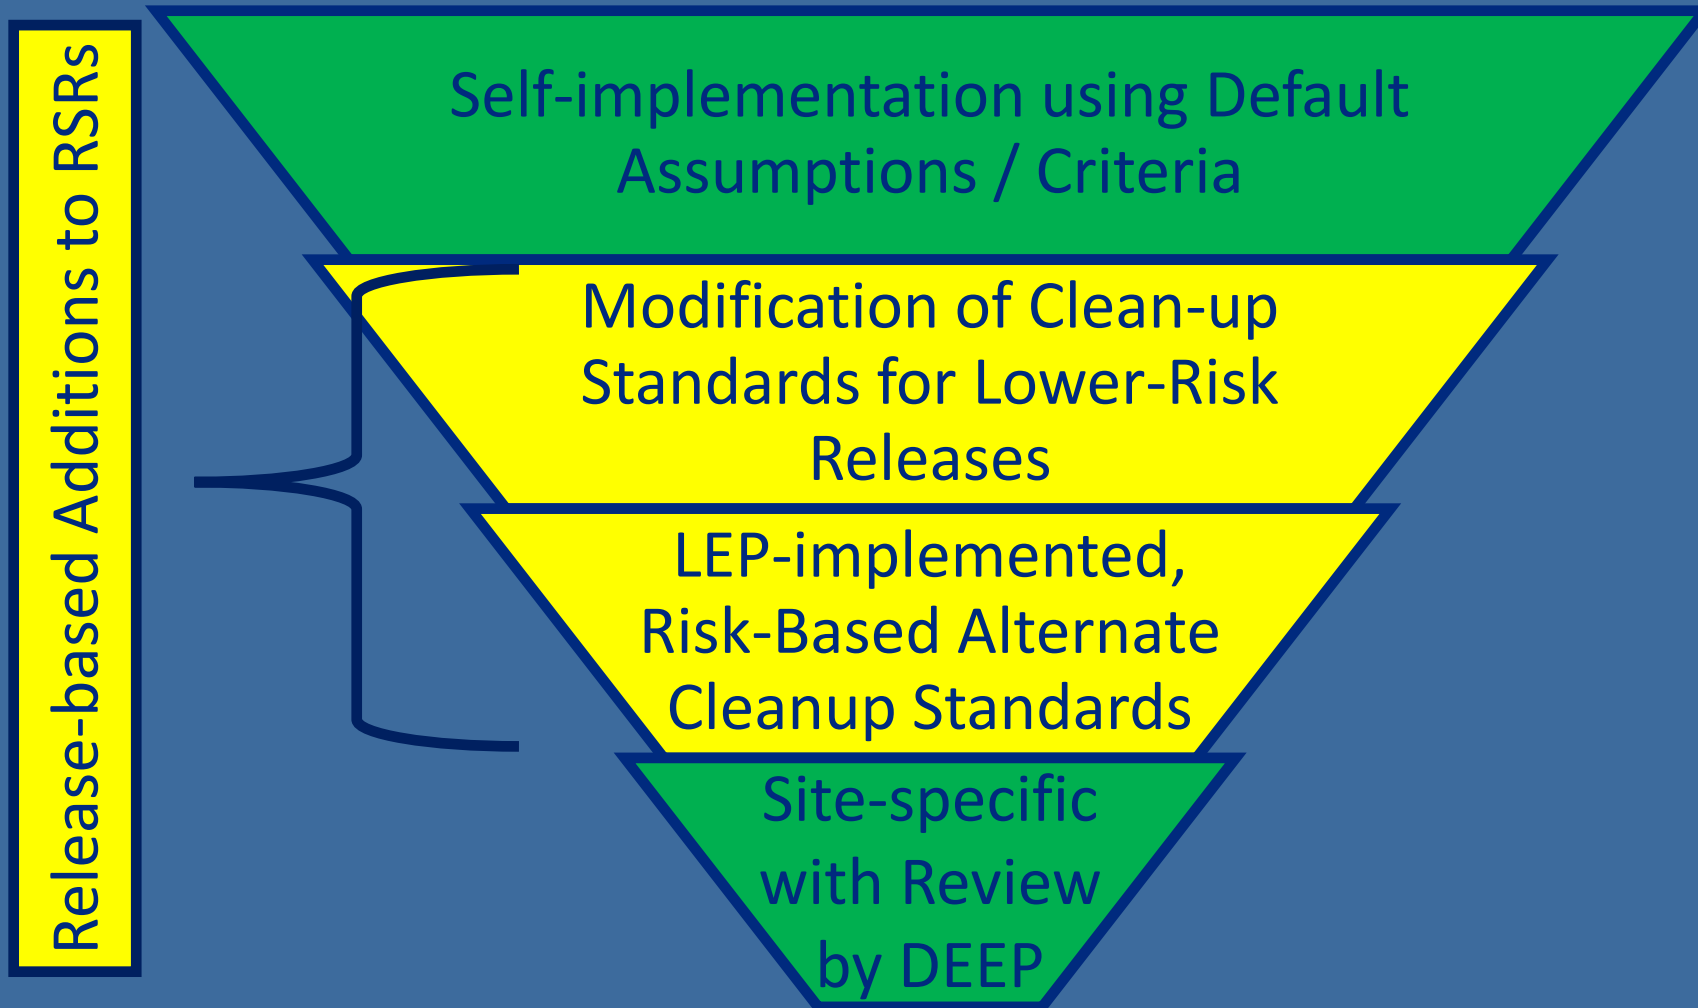 Release-based Additions to RSRs
Self-implementation using Default
Assumptions / Criteria
Modification of Clean-up
Standards for Lower-Risk
Releases
LEP-implemented,
Risk-Based Alternate
Cleanup Standards
Site-specific
with Review
by DEEP